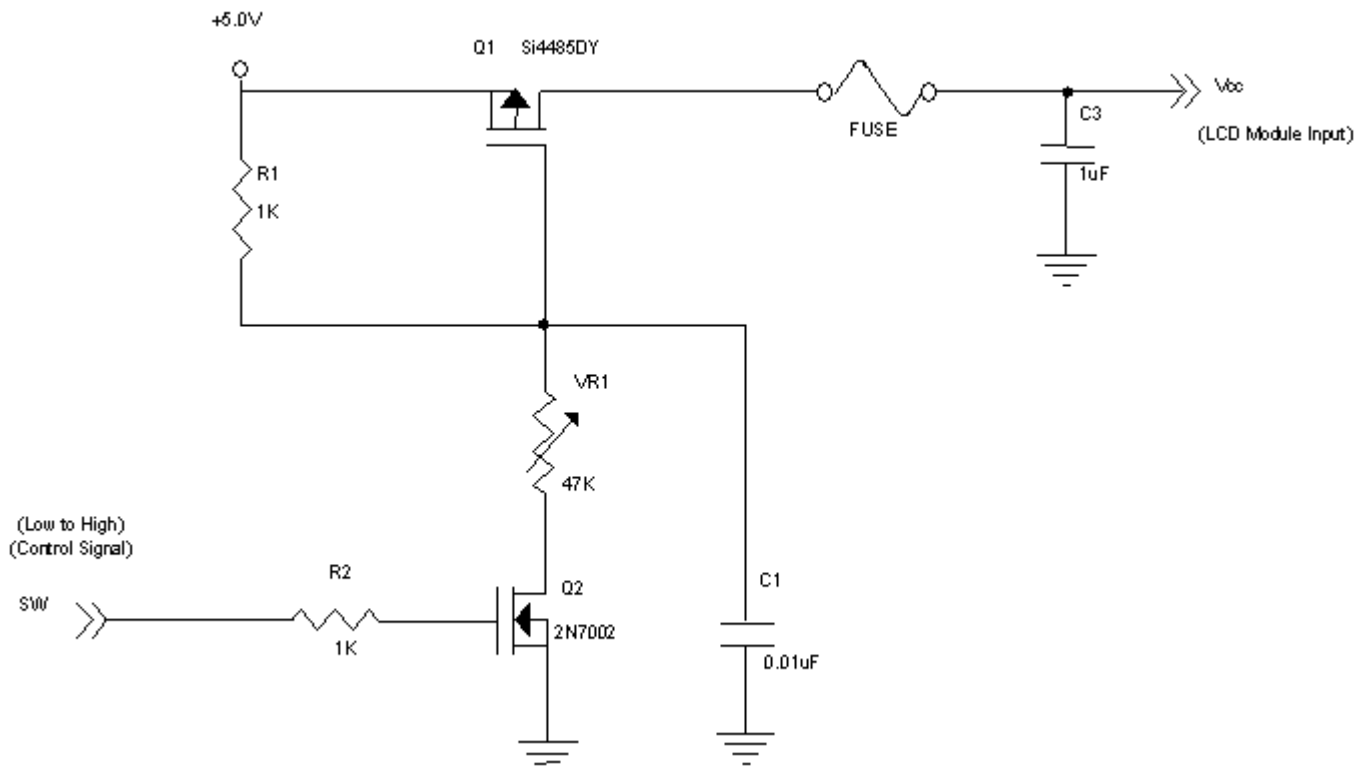 +5.0V
Q1 Si4485DY
FUSE
C3
1uF
Vcc
(LCD Module Input)
R1
1K
VR1
47K
(Low to High)
(Control Signal)
SW
R2
1K
Q2
2N7002
C1
0.01uF